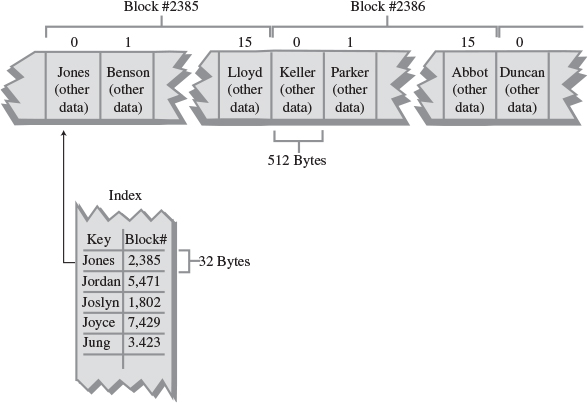 Block #2385 Block #2386
0 1 15 0 1 15 0
Jones Benson Lloyd Keller Parker Abbot Duncan
(other (other (other (other (other (other (other
data) data) data) data) data) data) data)
512 Bytes
Index
Key Block#
Jones 2,385
32 Bytes
Jordan 5,471
Joslyn 1,802
Joyce 7,429
Jung 3.423